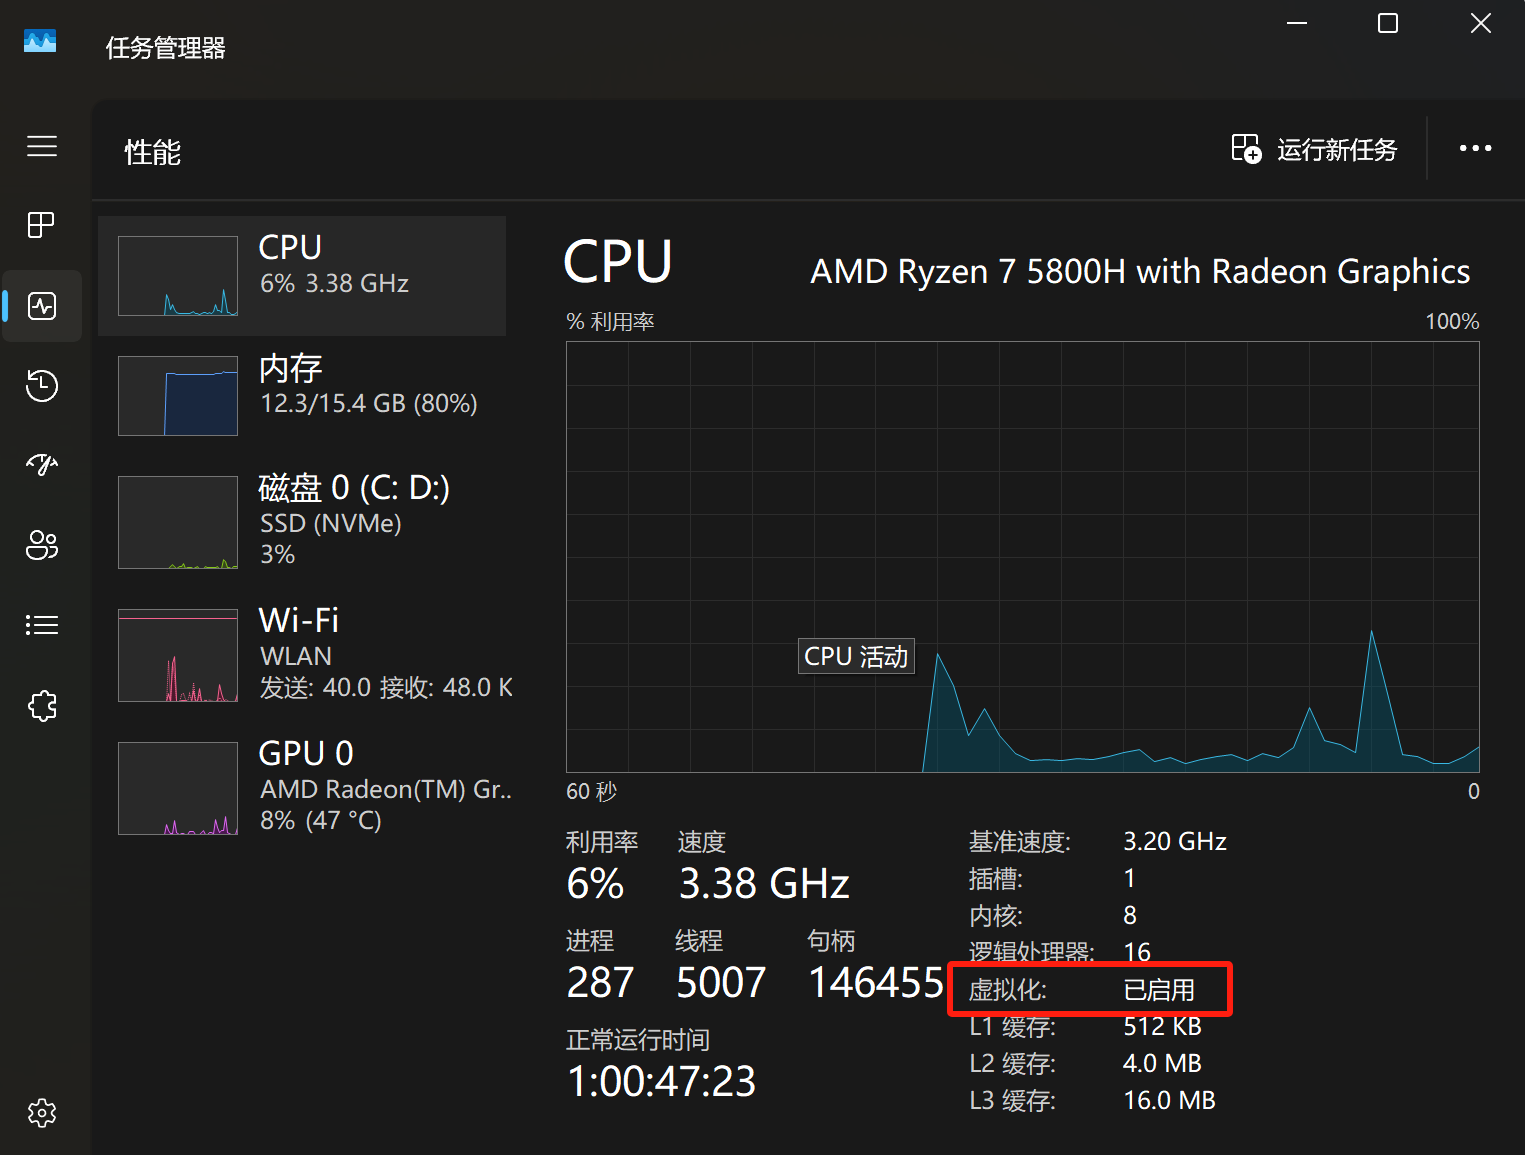 任务管理器
性能
运行新任务
CPU
6% 3.38 GHz
内存
12.3/15.4 GB (80%)
磁盘 0 (C: D:)
SSD (NVMe)
3%
Wi-Fi
WLAN
发送: 40.0 接收: 48.0 K
GPU 0
AMD Radeon(TM) Gr..
8% (47 °C)
CPU
AMD Ryzen 7 5800H with Radeon Graphics
% 利用率
100%
CPU 活动
60 秒
0
利用率 速度
6% 3.38 GHz
进程 线程 句柄
287 5007 146455
正常运行时间
1:00:47:23
基准速度: 3.20 GHz
插槽: 1
内核: 8
逻辑处理器: 16
虚拟化: 已启用
L1 缓存: 512 KB
L2 缓存: 4.0 MB
L3 缓存: 16.0 MB